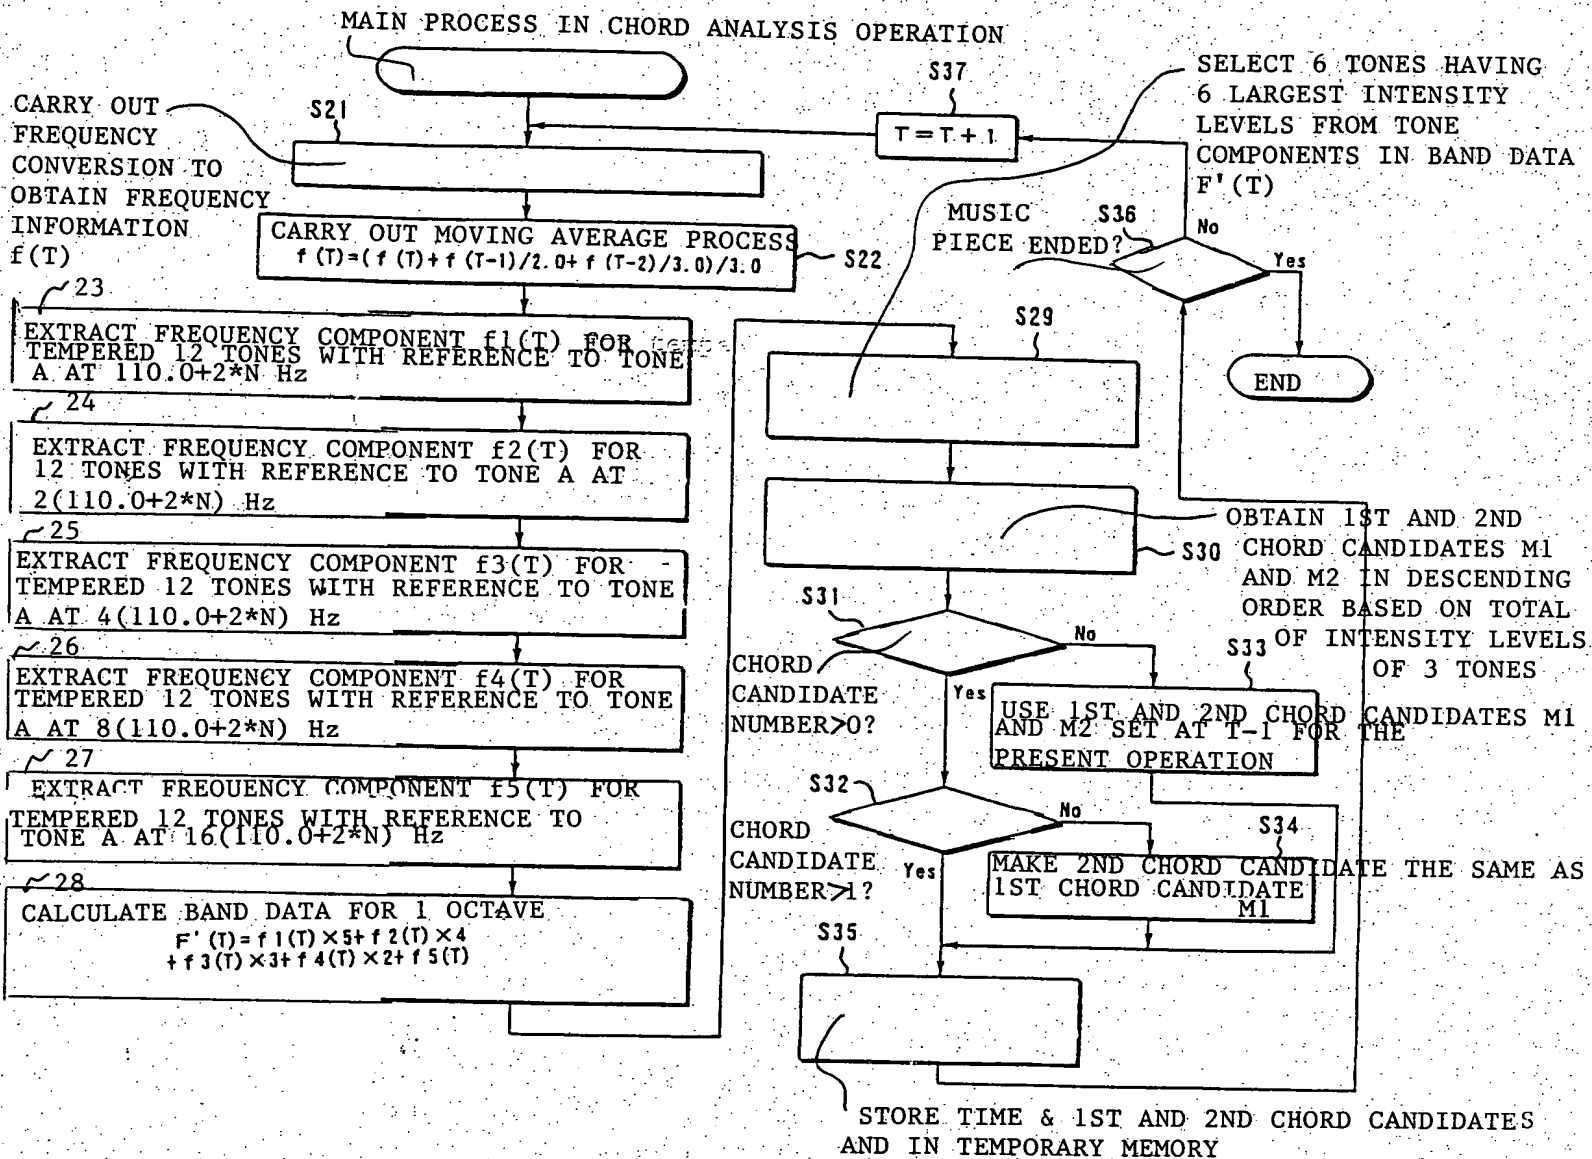 MAIN PROCESS IN CHORD ANALYSIS OPERATION
CARRY OUT
FREQUENCY
CONVERSION TO
OBTAIN FREQUENCY
INFORMATION
f(T)
S21
CARRY OUT MOVING AVERAGE PROCESS
f (T)=( f (T)+ f (T-1)/2.0+ f (T-2)/3.0)/3.0
S22
23
EXTRACT FREQUENCY COMPONENT f1(T) FOR
TEMPERED 12 TONES WITH REFERENCE TO TONE
A AT 110.0+2*N Hz
24
EXTRACT FREQUENCY COMPONENT f2(T) FOR
12 TONES WITH REFERENCE TO TONE A AT
2(110.0+2*N) Hz
25
EXTRACT FREQUENCY COMPONENT f3(T) FOR
TEMPERED 12 TONES WITH REFERENCE TO TONE
A AT 4(110.0+2*N) Hz
26
EXTRACT FREQUENCY COMPONENT f4(T) FOR
TEMPERED 12 TONES WITH REFERENCE TO TONE
A AT 8(110.0+2*N) Hz
27
EXTRACT FREQUENCY COMPONENT f5(T) FOR
TEMPERED 12 TONES WITH REFERENCE TO
TONE A AT 16(110.0+2*N) Hz
28
CALCULATE BAND DATA FOR 1 OCTAVE
F' (T)= f 1(T) ×5+ f 2(T) ×4
+ f 3(T) ×3+ f 4(T) ×2+ f 5(T)
S37
T = T + 1
SELECT 6 TONES HAVING
6 LARGEST INTENSITY
LEVELS FROM TONE
COMPONENTS IN BAND DATA
F'(T)
MUSIC
PIECE ENDED?
S36
No
Yes
END
S29
S30
OBTAIN 1ST AND 2ND
CHORD CANDIDATES M1
AND M2 IN DESCENDING
ORDER BASED ON TOTAL
OF INTENSITY LEVELS
OF 3 TONES
S31
CHORD
CANDIDATE
NUMBER>0?
No
Yes
S33
USE 1ST AND 2ND CHORD CANDIDATES M1
AND M2 SET AT T-1 FOR THE
PRESENT OPERATION
S32
CHORD
CANDIDATE
NUMBER>1?
No
Yes
S34
MAKE 2ND CHORD CANDIDATE THE SAME AS
1ST CHORD CANDIDATE
M1
S35
STORE TIME & 1ST AND 2ND CHORD CANDIDATES
AND IN TEMPORARY MEMORY